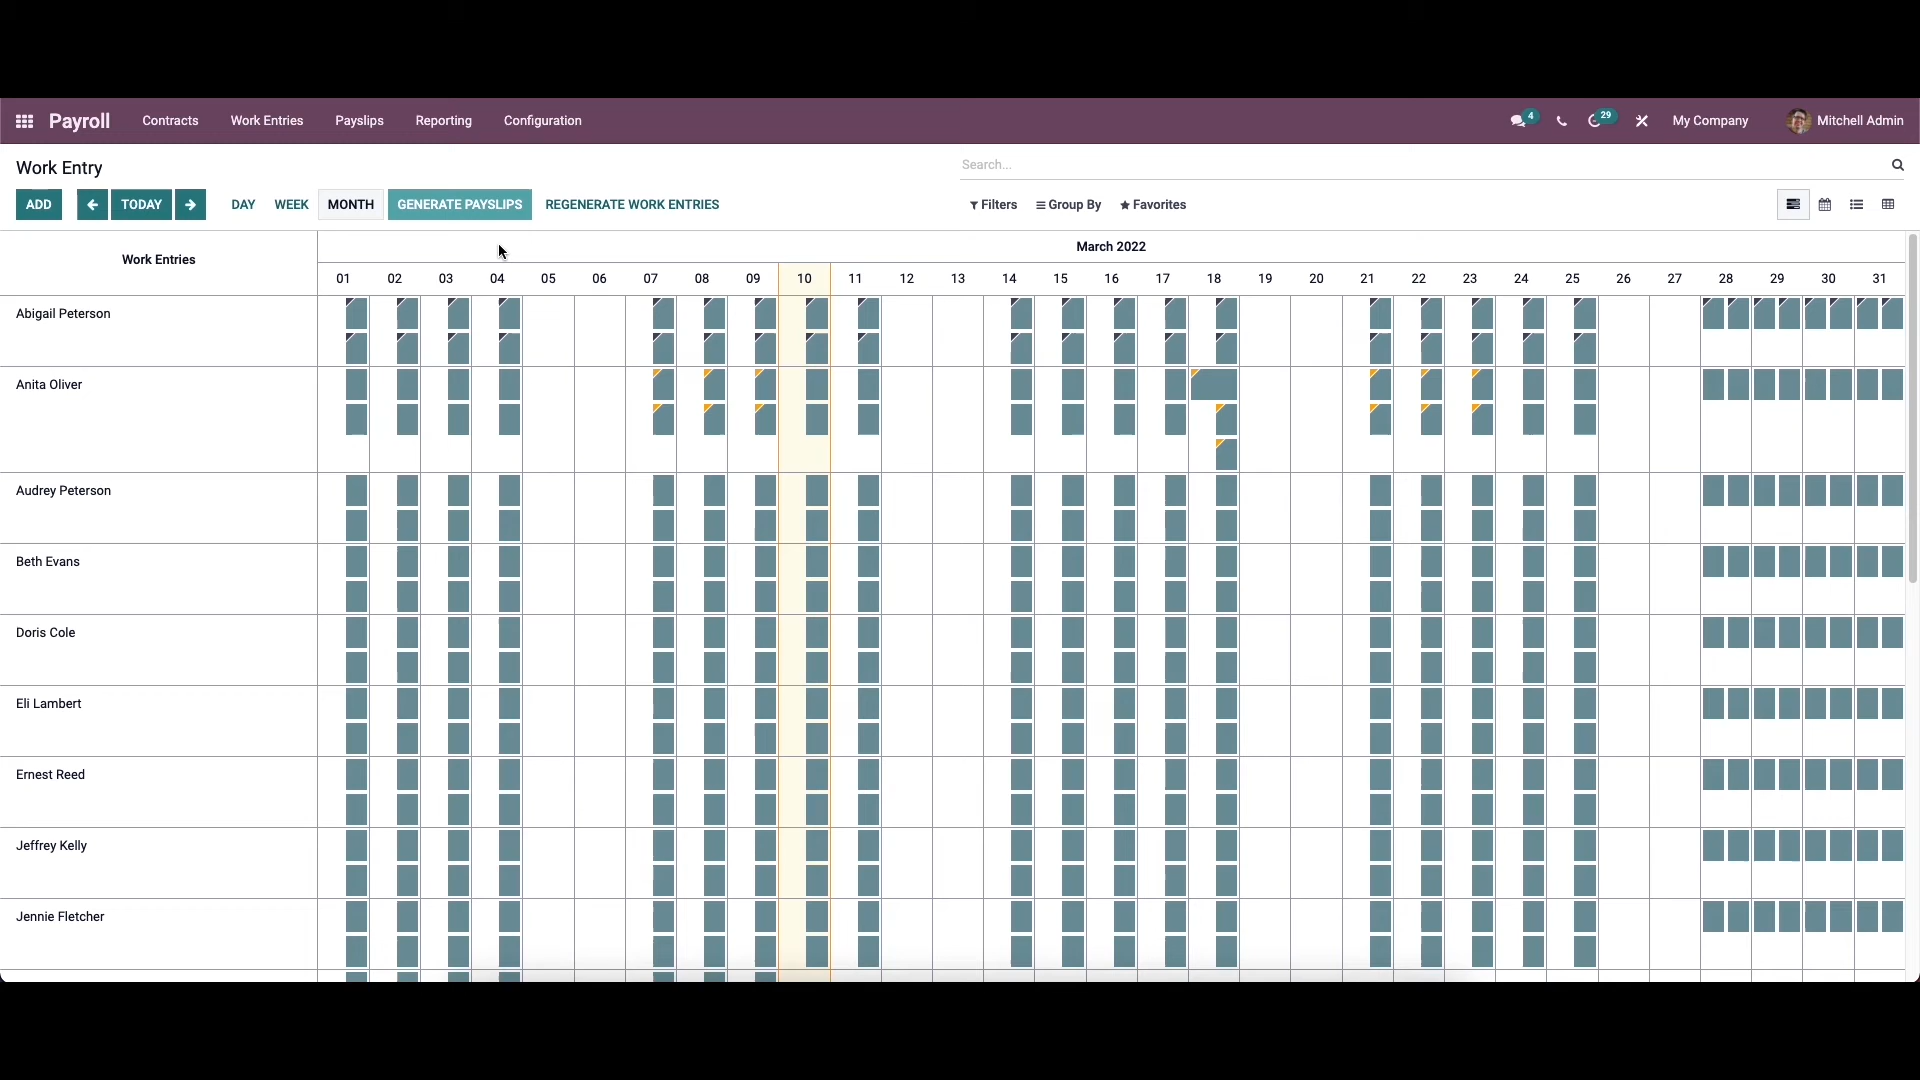 Payroll Contracts Work Entries Payslips Reporting Configuration 4 29 My Company Mitchell Admin
Work Entry Search...
ADD TODAY DAY WEEK MONTH GENERATE PAYSLIPS REGENERATE WORK ENTRIES Filters Group By Favorites
Work Entries March 2022
01 02 03 04 05 06 07 08 09 10 11 12 13 14 15 16 17 18 19 20 21 22 23 24 25 26 27 28 29 30 31
Abigail Peterson
Anita Oliver
Audrey Peterson
Beth Evans
Doris Cole
Eli Lambert
Ernest Reed
Jeffrey Kelly
Jennie Fletcher